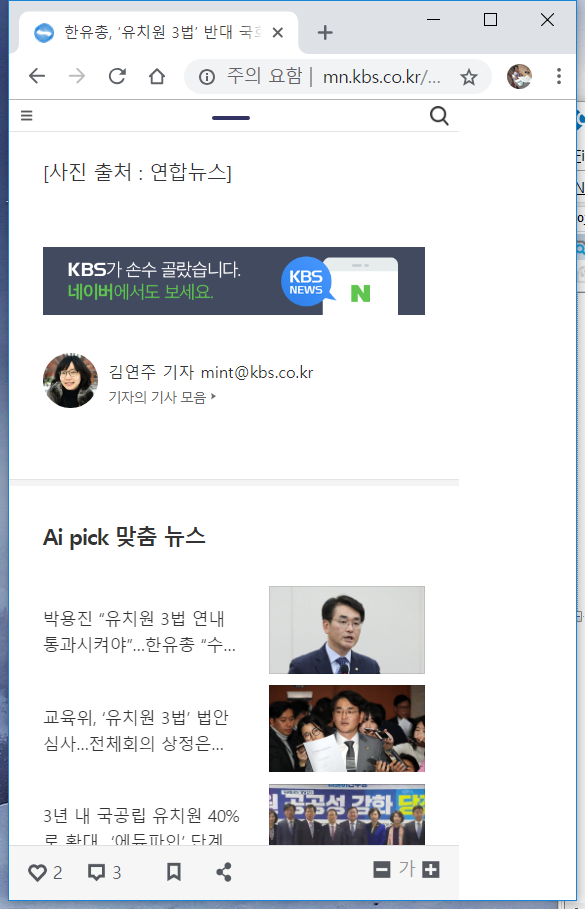 한유총, ‘유치원 3법’ 반대 국회
주의 요함 | mn.kbs.co.kr/...
[사진 출처 : 연합뉴스]
KBS가 손수 골랐습니다.
네이버에서도 보세요.
KBS
NEWS
N
김연주 기자 mint@kbs.co.kr
기자의 기사 모음
Ai pick 맞춤 뉴스
박용진 “유치원 3법 연내
통과시켜야”…한유총 “수…
교육위, ‘유치원 3법’ 법안
심사…전체회의 상정은…
3년 내 국공립 유치원 40%
로 확대…‘에듀파인’ 단계
공공성 강화
2
3
가